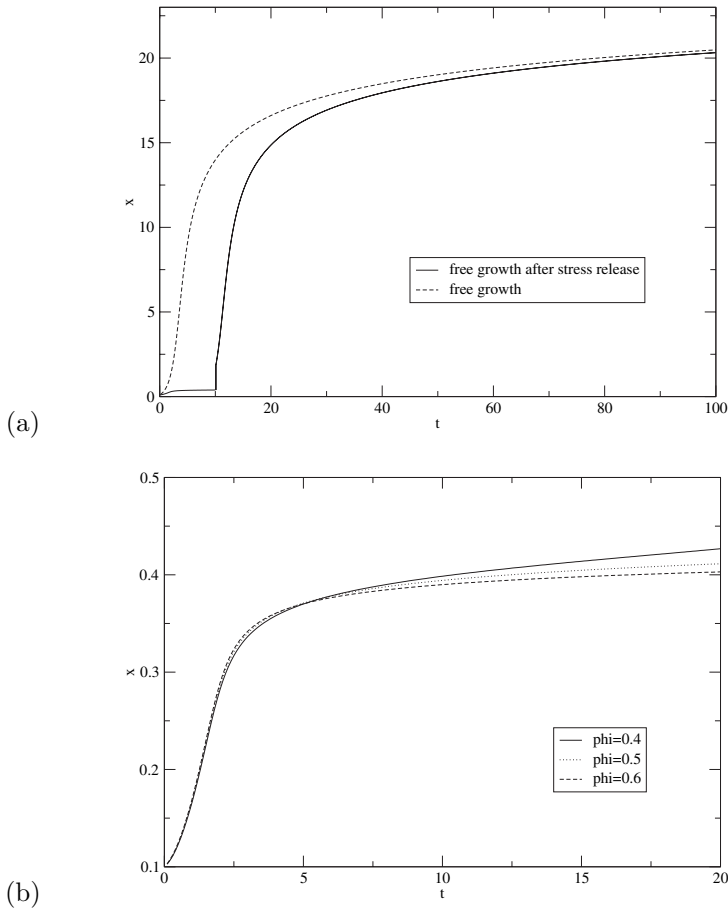 20
15
x
10
5
0
0 20 40 60 80 100
t
free growth after stress release
free growth
(a)
0.5
0.4
x
0.3
0.2
0.1
0 5 10 15 20
t
phi=0.4
phi=0.5
phi=0.6
(b)